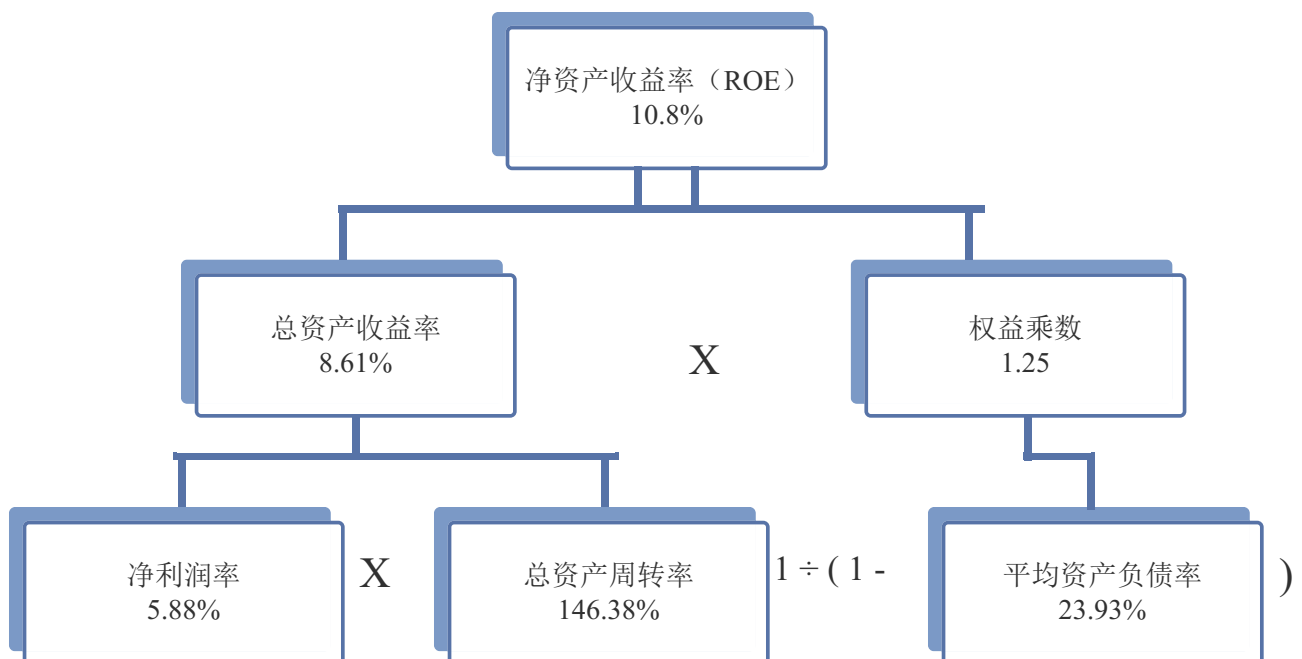 净资产收益率（ROE）
10.8%
总资产收益率
8.61%
X
权益乘数
1.25
净利润率
5.88%
X
总资产周转率
146.38%
1 ÷ ( 1 -
平均资产负债率
23.93%
)